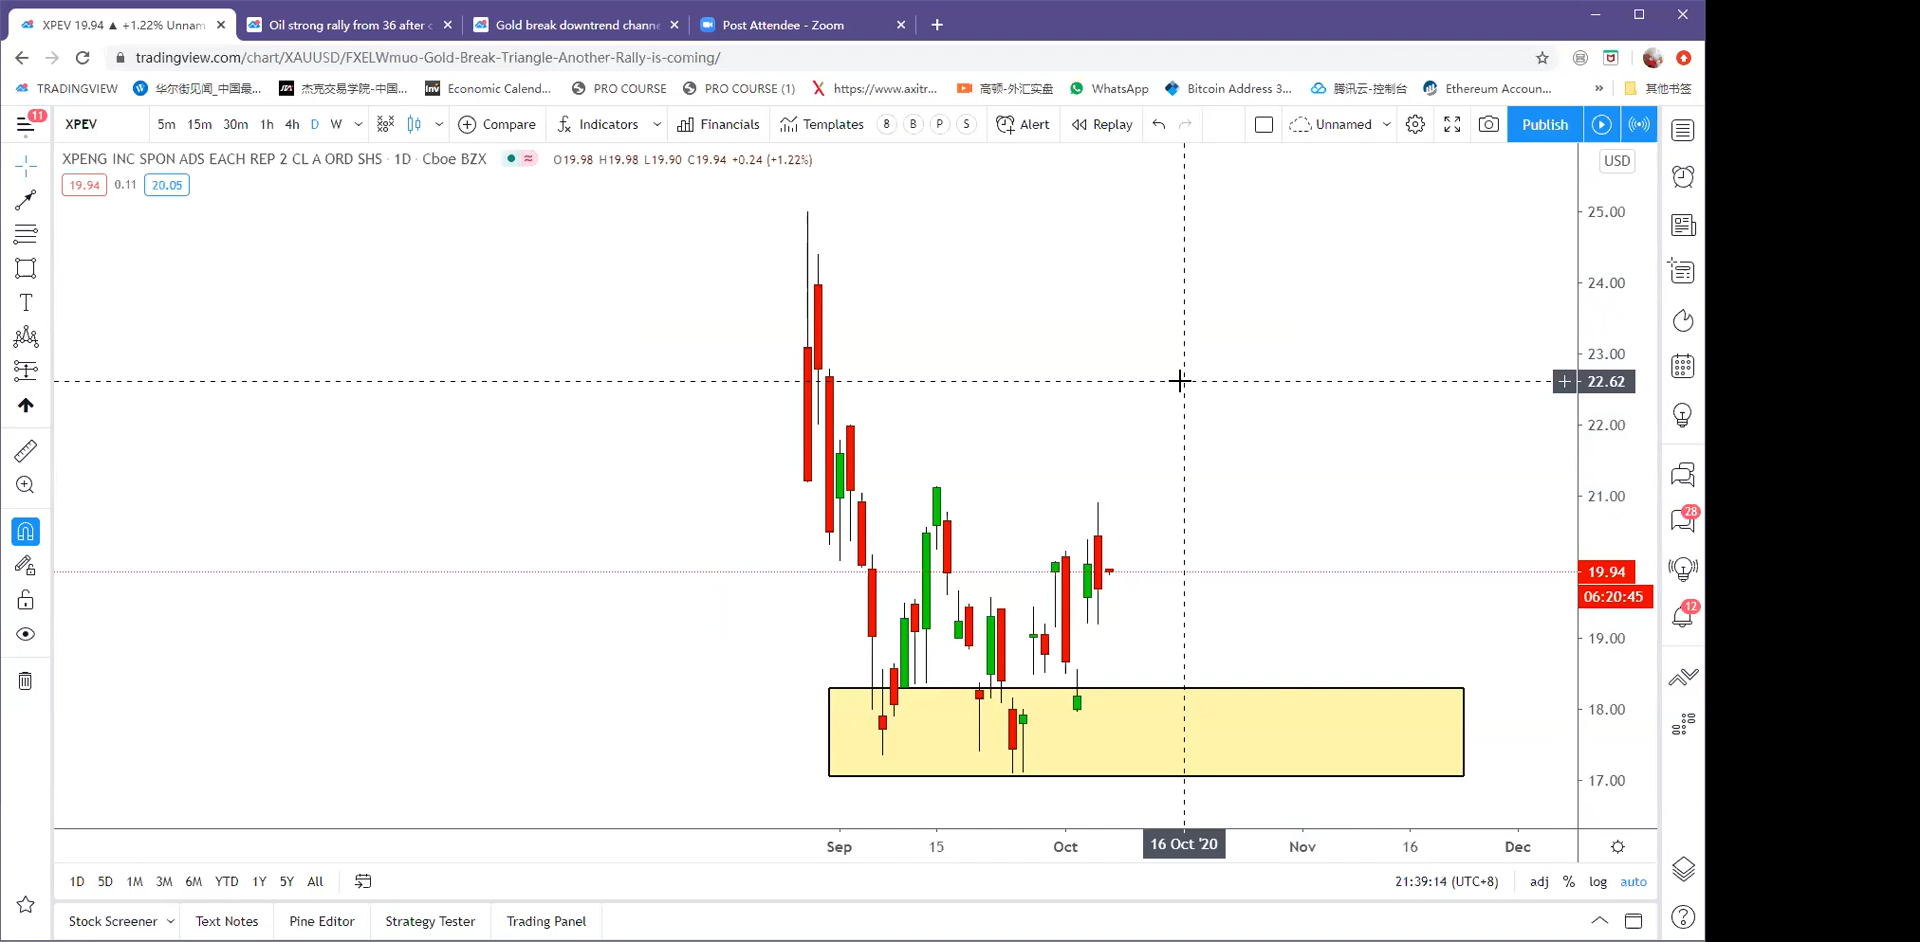 XPEV 19.94 ▲ +1.22% Unnam
Oil strong rally from 36 after
Gold break downtrend chann
Post Attendee - Zoom
tradingview.com/chart/XAUUSD/FXELWmuo-Gold-Break-Triangle-Another-Rally-is-coming/
TRADINGVIEW
华尔街见闻_中国最...
杰克交易学院-中国...
Economic Calend...
PRO COURSE
PRO COURSE (1)
https://www.axitr...
高顿-外汇实盘
WhatsApp
Bitcoin Address 3...
腾讯云-控制台
Ethereum Accoun...
»
其他书签
11
XPEV
5m 15m 30m 1h 4h D W
Compare
Indicators
Financials
Templates
8 B P S
Alert
Replay
Unnamed
Publish
XPENG INC SPON ADS EACH REP 2 CL A ORD SHS · 1D · Cboe BZX
O19.98 H19.98 L19.90 C19.94 +0.24 (+1.22%)
USD
19.94 0.11 20.05
25.00
24.00
23.00
22.62
22.00
21.00
19.94
06:20:45
19.00
18.00
17.00
28
12
Sep 15 Oct 16 Oct '20 Nov 16 Dec
1D 5D 1M 3M 6M YTD 1Y 5Y All
21:39:14 (UTC+8) adj % log auto
Stock Screener Text Notes Pine Editor Strategy Tester Trading Panel